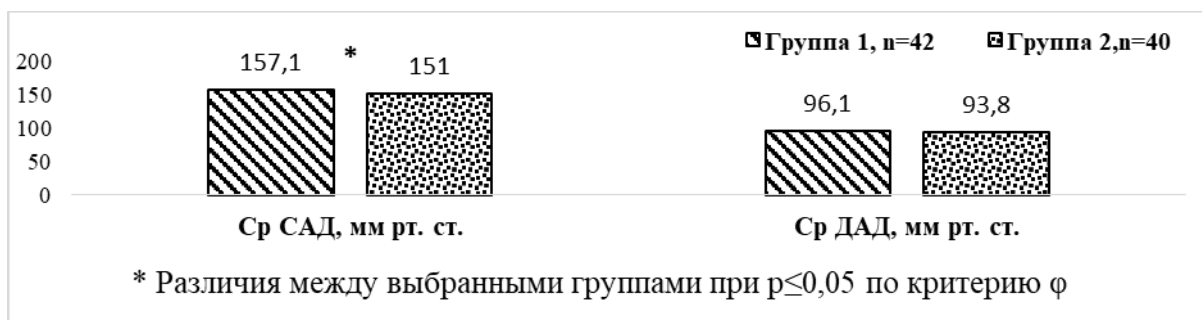 Группа 1, n=42 Группа 2,n=40
200
150
100
50
0
157,1 * 151
96,1 93,8
Ср САД, мм рт. ст. Ср ДАД, мм рт. ст.
* Различия между выбранными группами при p≤0,05 по критерию φ